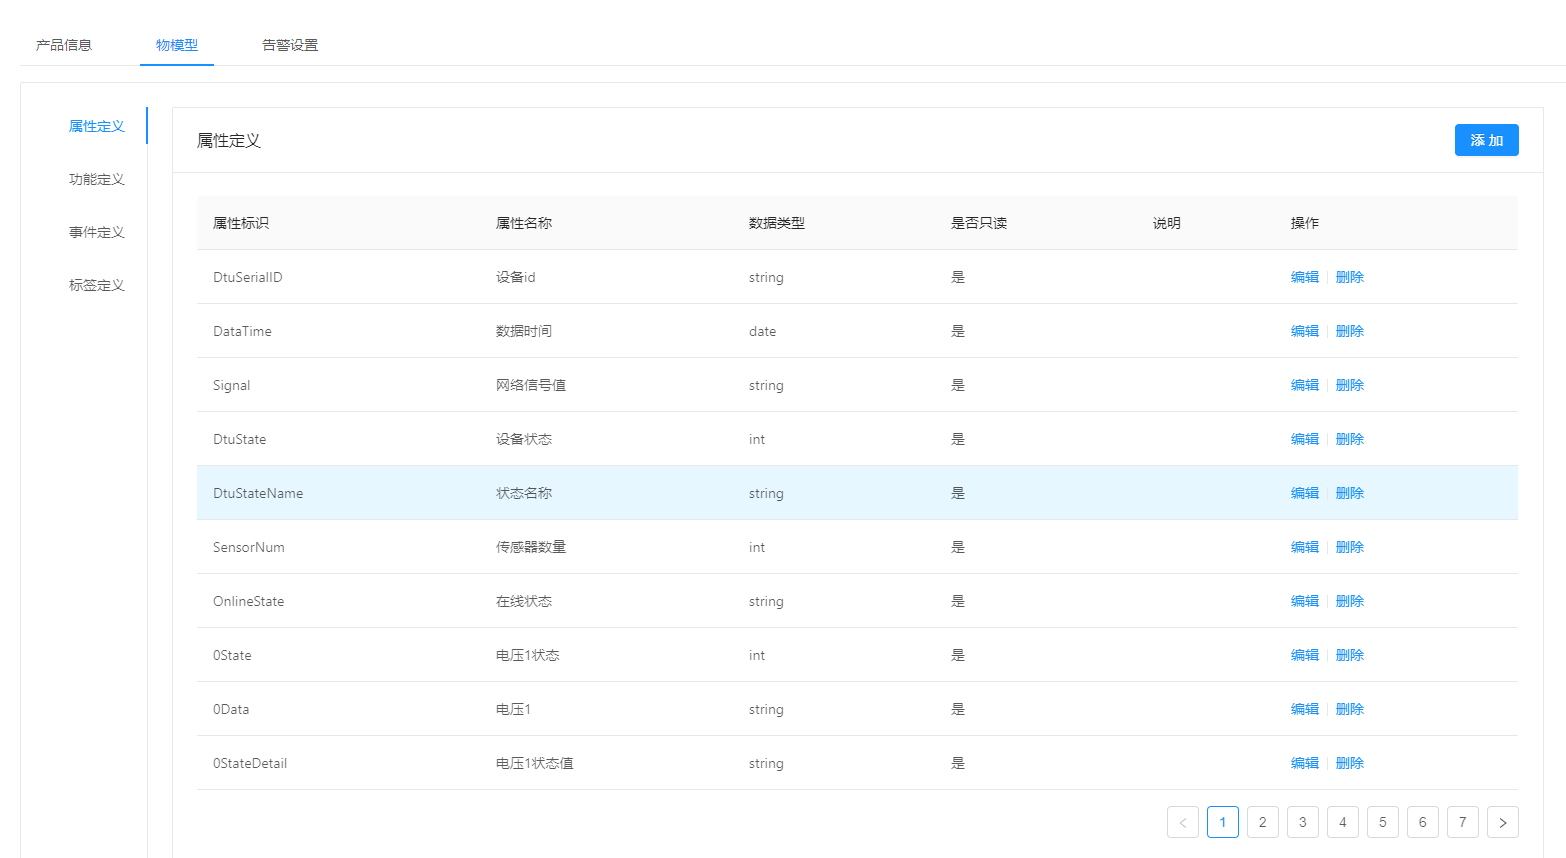 产品信息 物模型 告警设置
属性定义
功能定义
事件定义
标签定义
属性定义 添 加
属性标识 属性名称 数据类型 是否只读 说明 操作
DtuSerialID 设备id string 是 编辑 删除
DataTime 数据时间 date 是 编辑 删除
Signal 网络信号值 string 是 编辑 删除
DtuState 设备状态 int 是 编辑 删除
DtuStateName 状态名称 string 是 编辑 删除
SensorNum 传感器数量 int 是 编辑 删除
OnlineState 在线状态 string 是 编辑 删除
0State 电压1状态 int 是 编辑 删除
0Data 电压1 string 是 编辑 删除
0StateDetail 电压1状态值 string 是 编辑 删除
< 1 2 3 4 5 6 7 >